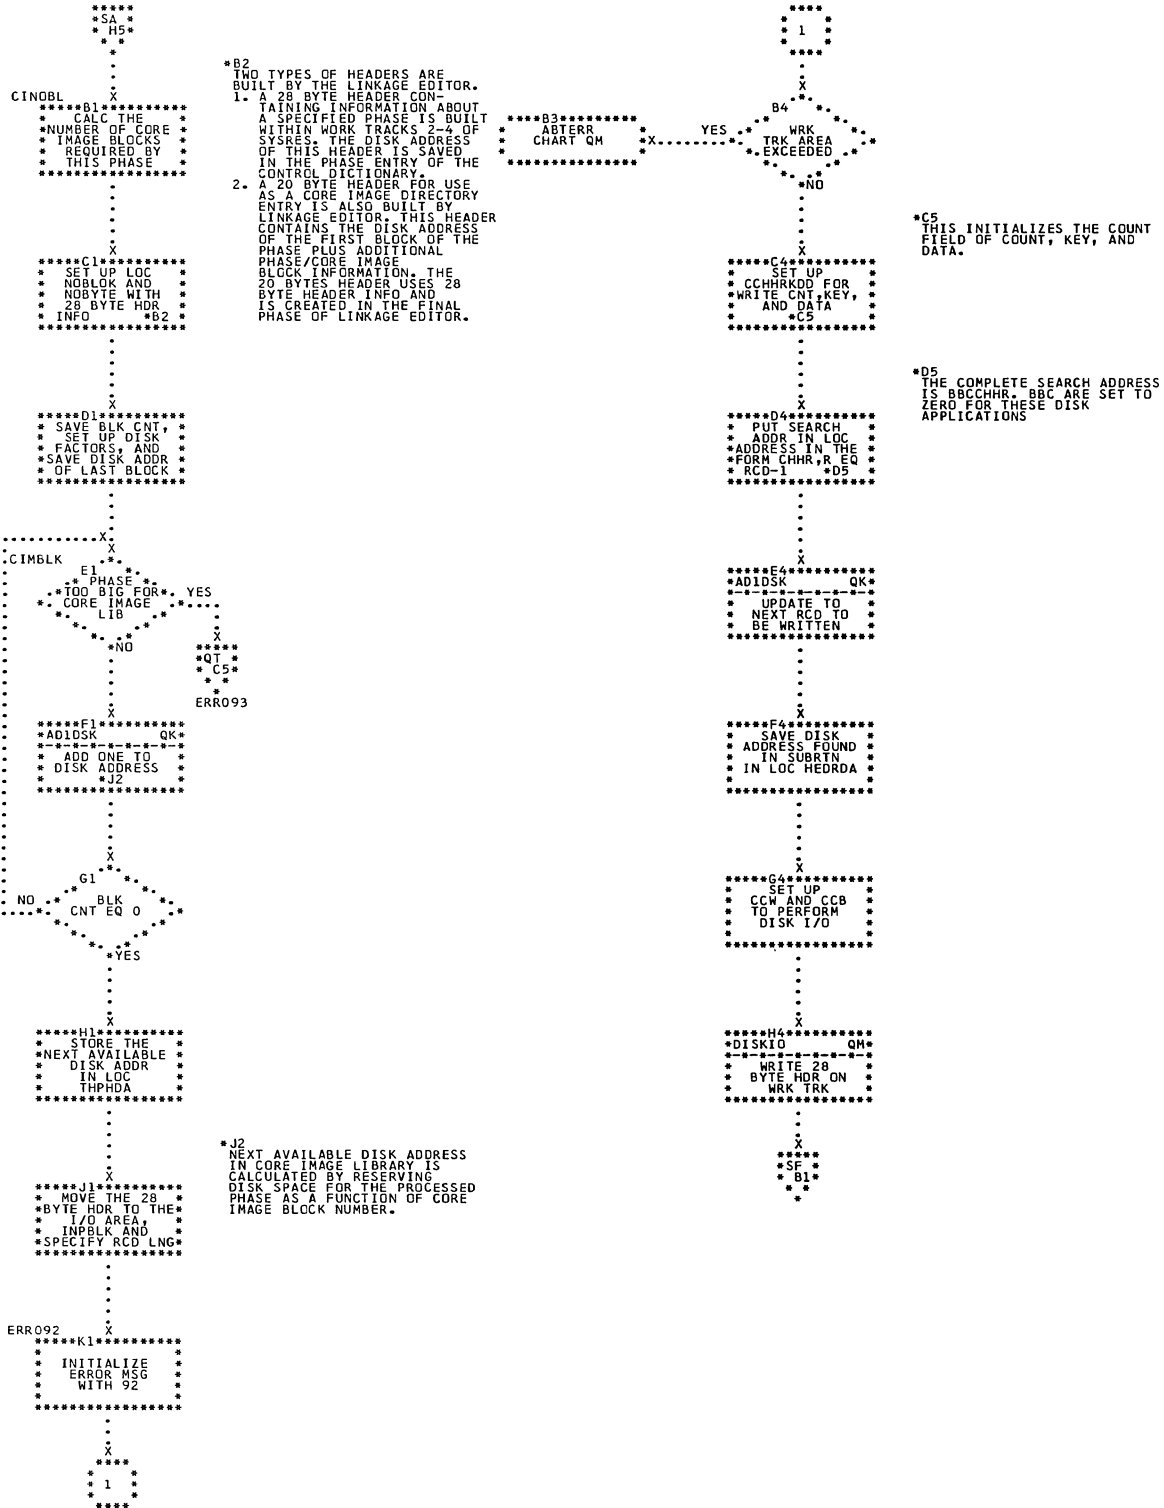 SA
H5
CINOBL
B1
CALC THE
NUMBER OF CORE
IMAGE BLOCKS
REQUIRED BY
THIS PHASE
*B2
TWO TYPES OF HEADERS ARE
BUILT BY THE LINKAGE EDITOR.
1. A 28 BYTE HEADER CON-
TAINING INFORMATION ABOUT
A SPECIFIED PHASE IS BUILT
WITHIN WORK TRACKS 2-4 OF
SYSRES. THE DISK ADDRESS
OF THIS HEADER IS SAVED
IN THE PHASE ENTRY OF THE
CONTROL DICTIONARY.
2. A 20 BYTE HEADER FOR USE
AS A CORE IMAGE DIRECTORY
ENTRY IS ALSO BUILT BY
LINKAGE EDITOR. THIS HEADER
CONTAINS THE DISK ADDRESS
OF THE FIRST BLOCK OF THE
PHASE PLUS ADDITIONAL
PHASE/CORE IMAGE
BLOCK INFORMATION. THE
20 BYTES HEADER USES 28
BYTE HEADER INFO AND
IS CREATED IN THE FINAL
PHASE OF LINKAGE EDITOR.
C1
SET UP LOC
NOBLOK AND
NOBYTE WITH
28 BYTE HDR
INFO *B2
D1
SAVE BLK CNT,
SET UP DISK
FACTORS, AND
SAVE DISK ADDR
OF LAST BLOCK
CIMBLK
E1
PHASE
TOO BIG FOR
CORE IMAGE
LIB
YES
NO
QT
C5
ERR093
F1
AD1DSK QK
ADD ONE TO
DISK ADDRESS
*J2
G1
BLK
CNT EQ 0
NO
YES
H1
STORE THE
NEXT AVAILABLE
DISK ADDR
IN LOC
THPHDA
J1
MOVE THE 28
BYTE HDR TO THE
I/O AREA,
INPBLK AND
SPECIFY RCD LNG
*J2
NEXT AVAILABLE DISK ADDRESS
IN CORE IMAGE LIBRARY IS
CALCULATED BY RESERVING
DISK SPACE FOR THE PROCESSED
PHASE AS A FUNCTION OF CORE
IMAGE BLOCK NUMBER.
ERR092
K1
INITIALIZE
ERROR MSG
WITH 92
1
1
B4
WRK
TRK AREA
EXCEEDED
YES
NO
B3
ABTERR
CHART QM
C4
SET UP
CCHHRKDD FOR
WRITE CNT,KEY,
AND DATA
*C5
*C5
THIS INITIALIZES THE COUNT
FIELD OF COUNT, KEY, AND
DATA.
D4
PUT SEARCH
ADDR IN LOC
ADDRESS IN THE
FORM CHHR,R EQ
RCD-1 *D5
*D5
THE COMPLETE SEARCH ADDRESS
IS BBCCHHR. BBC ARE SET TO
ZERO FOR THESE DISK
APPLICATIONS
E4
AD1DSK QK
UPDATE TO
NEXT RCD TO
BE WRITTEN
F4
SAVE DISK
ADDRESS FOUND
IN SUBRTN
IN LOC HEDRDA
G4
SET UP
CCW AND CCB
TO PERFORM
DISK I/O
H4
DISKIO QM
WRITE 28
BYTE HDR ON
WRK TRK
SF
B1